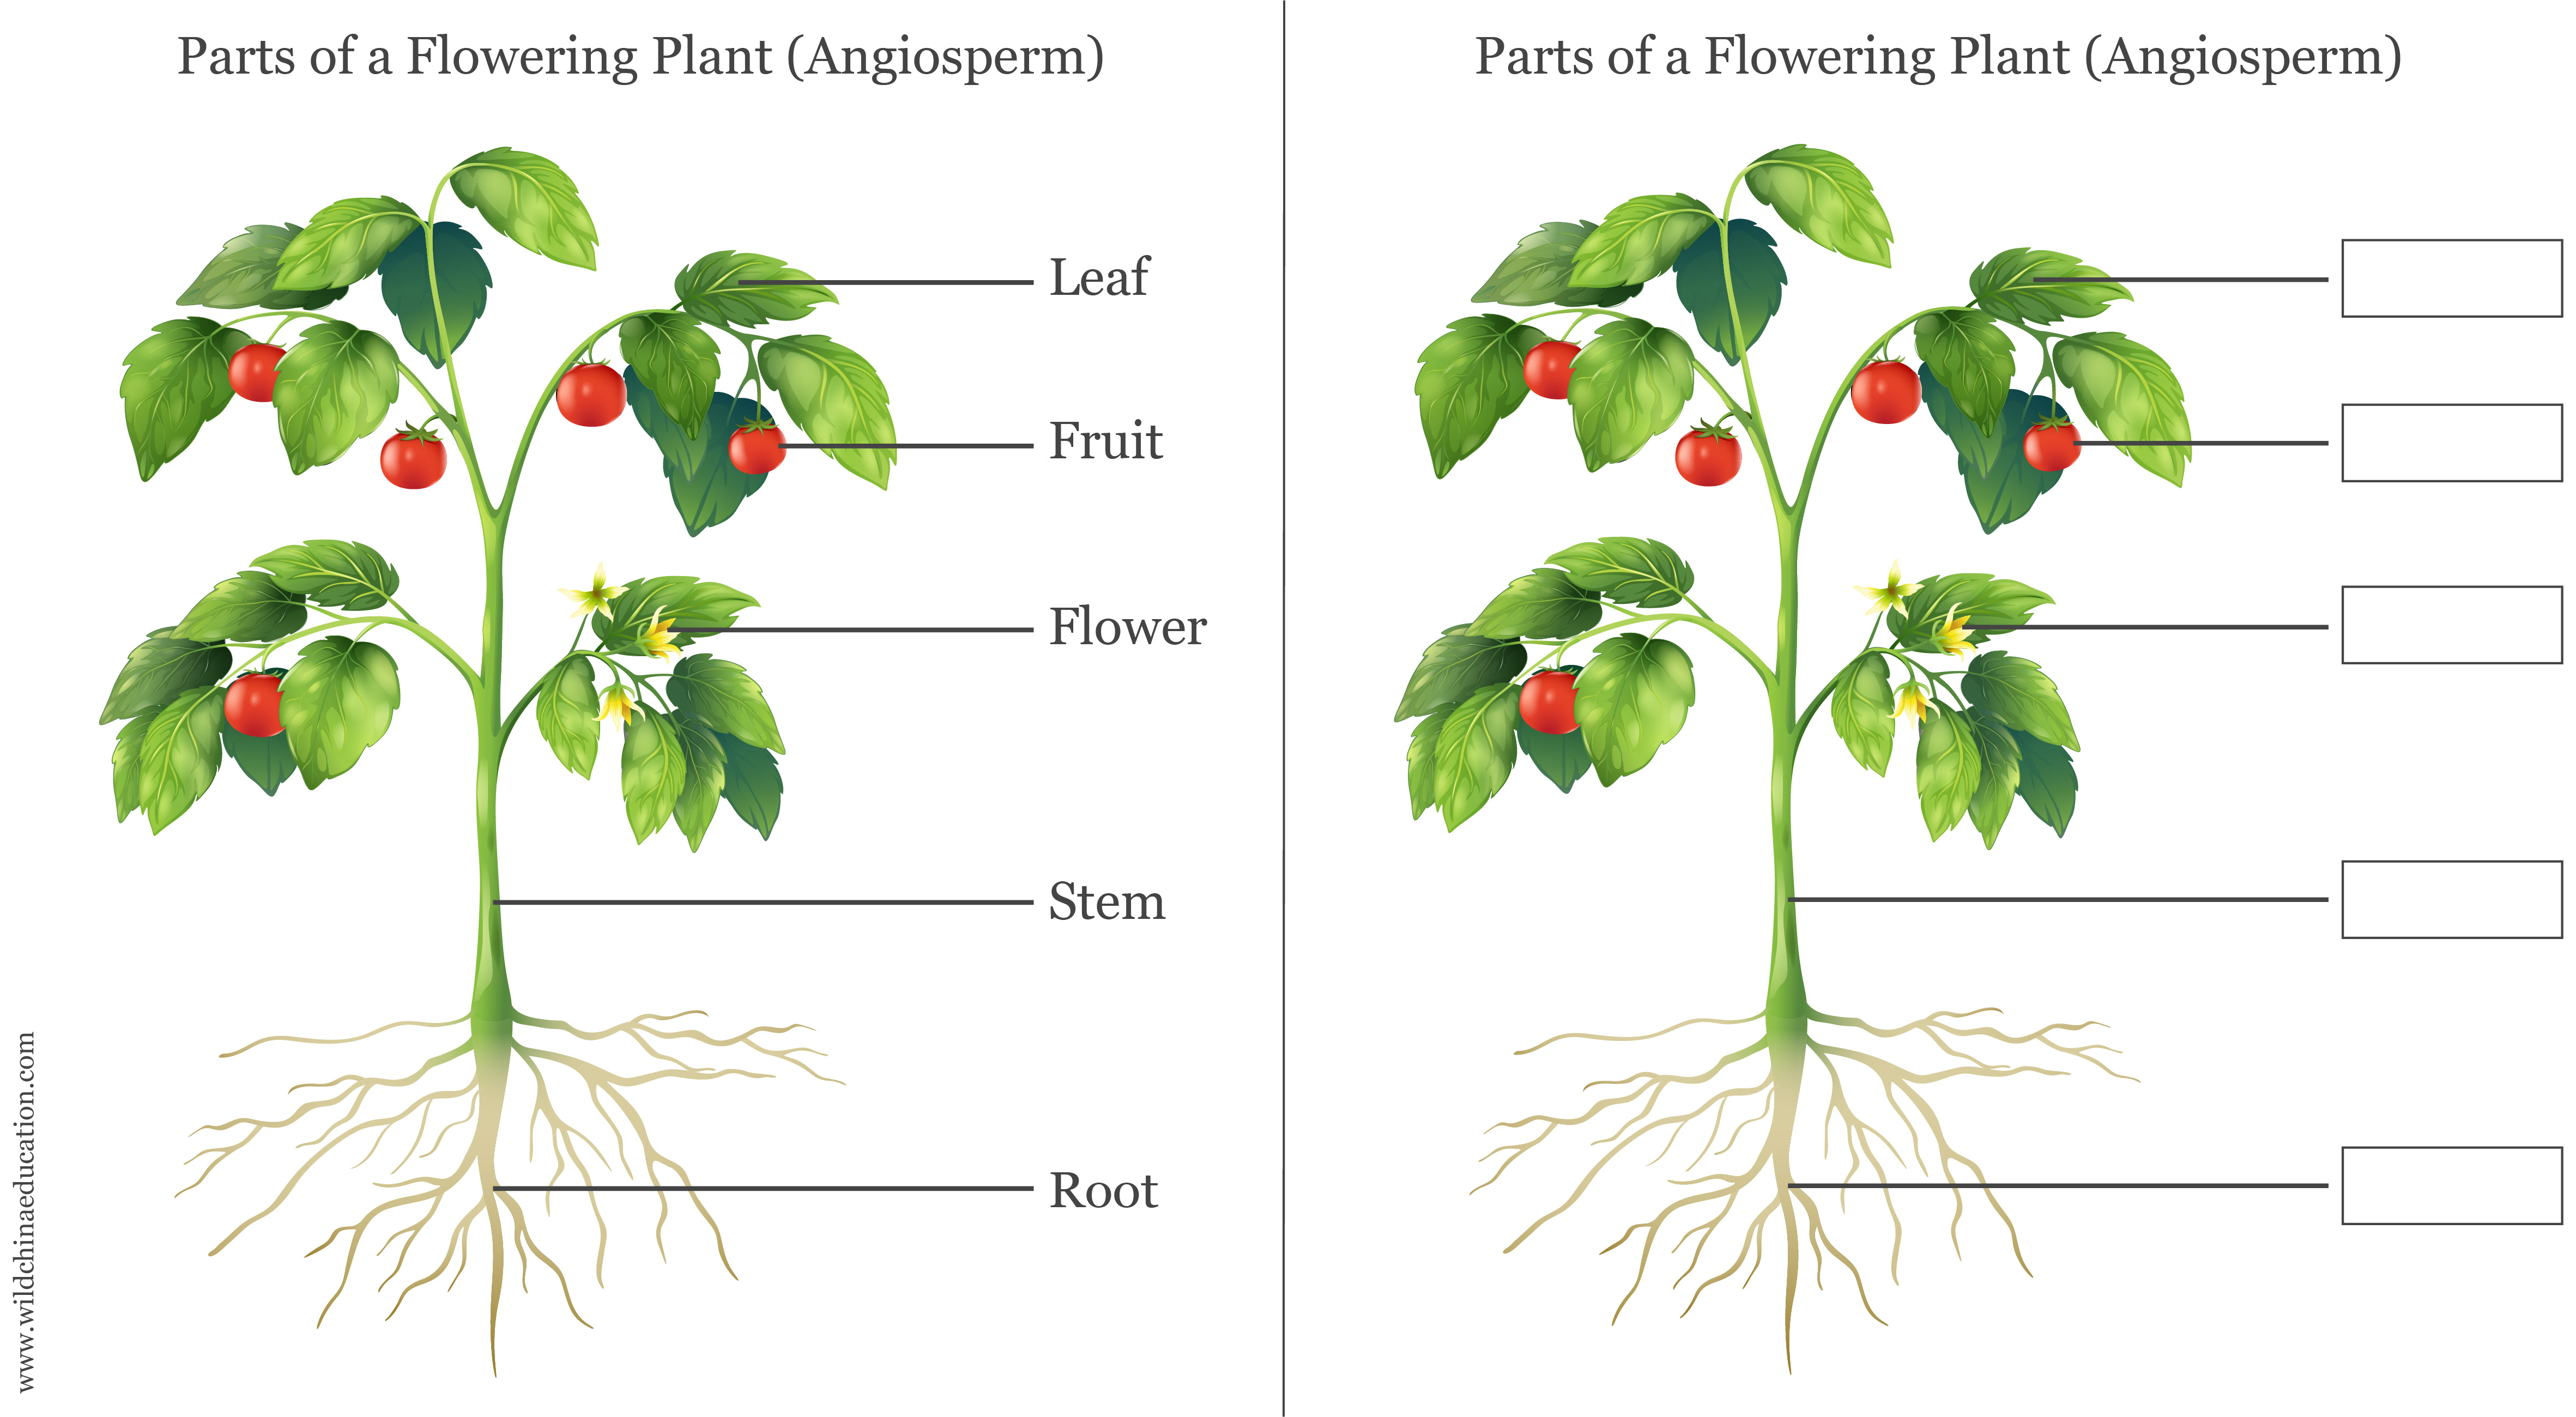 Parts of a Flowering Plant (Angiosperm)
Leaf
Fruit
Flower
Stem
Root
www.wildchinaeducation.com
Parts of a Flowering Plant (Angiosperm)